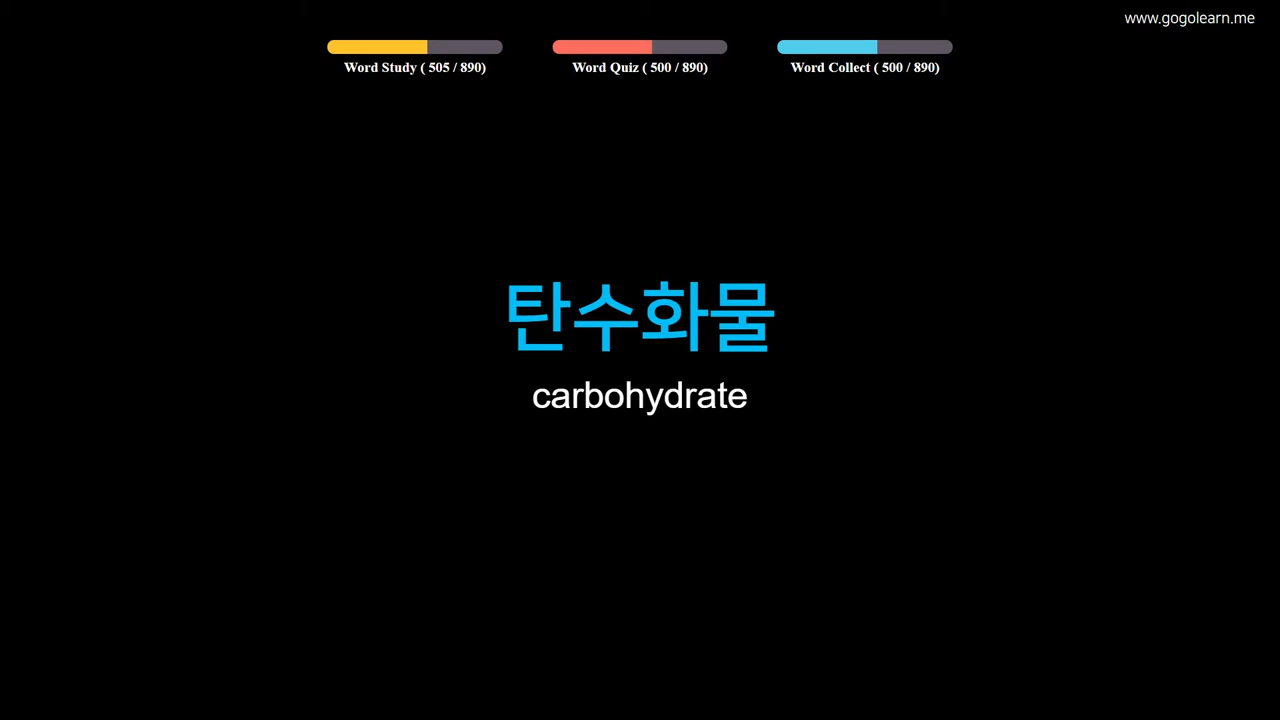 www.gogolearn.me
Word Study ( 505 / 890)
Word Quiz ( 500 / 890)
Word Collect ( 500 / 890)
탄수화물
carbohydrate